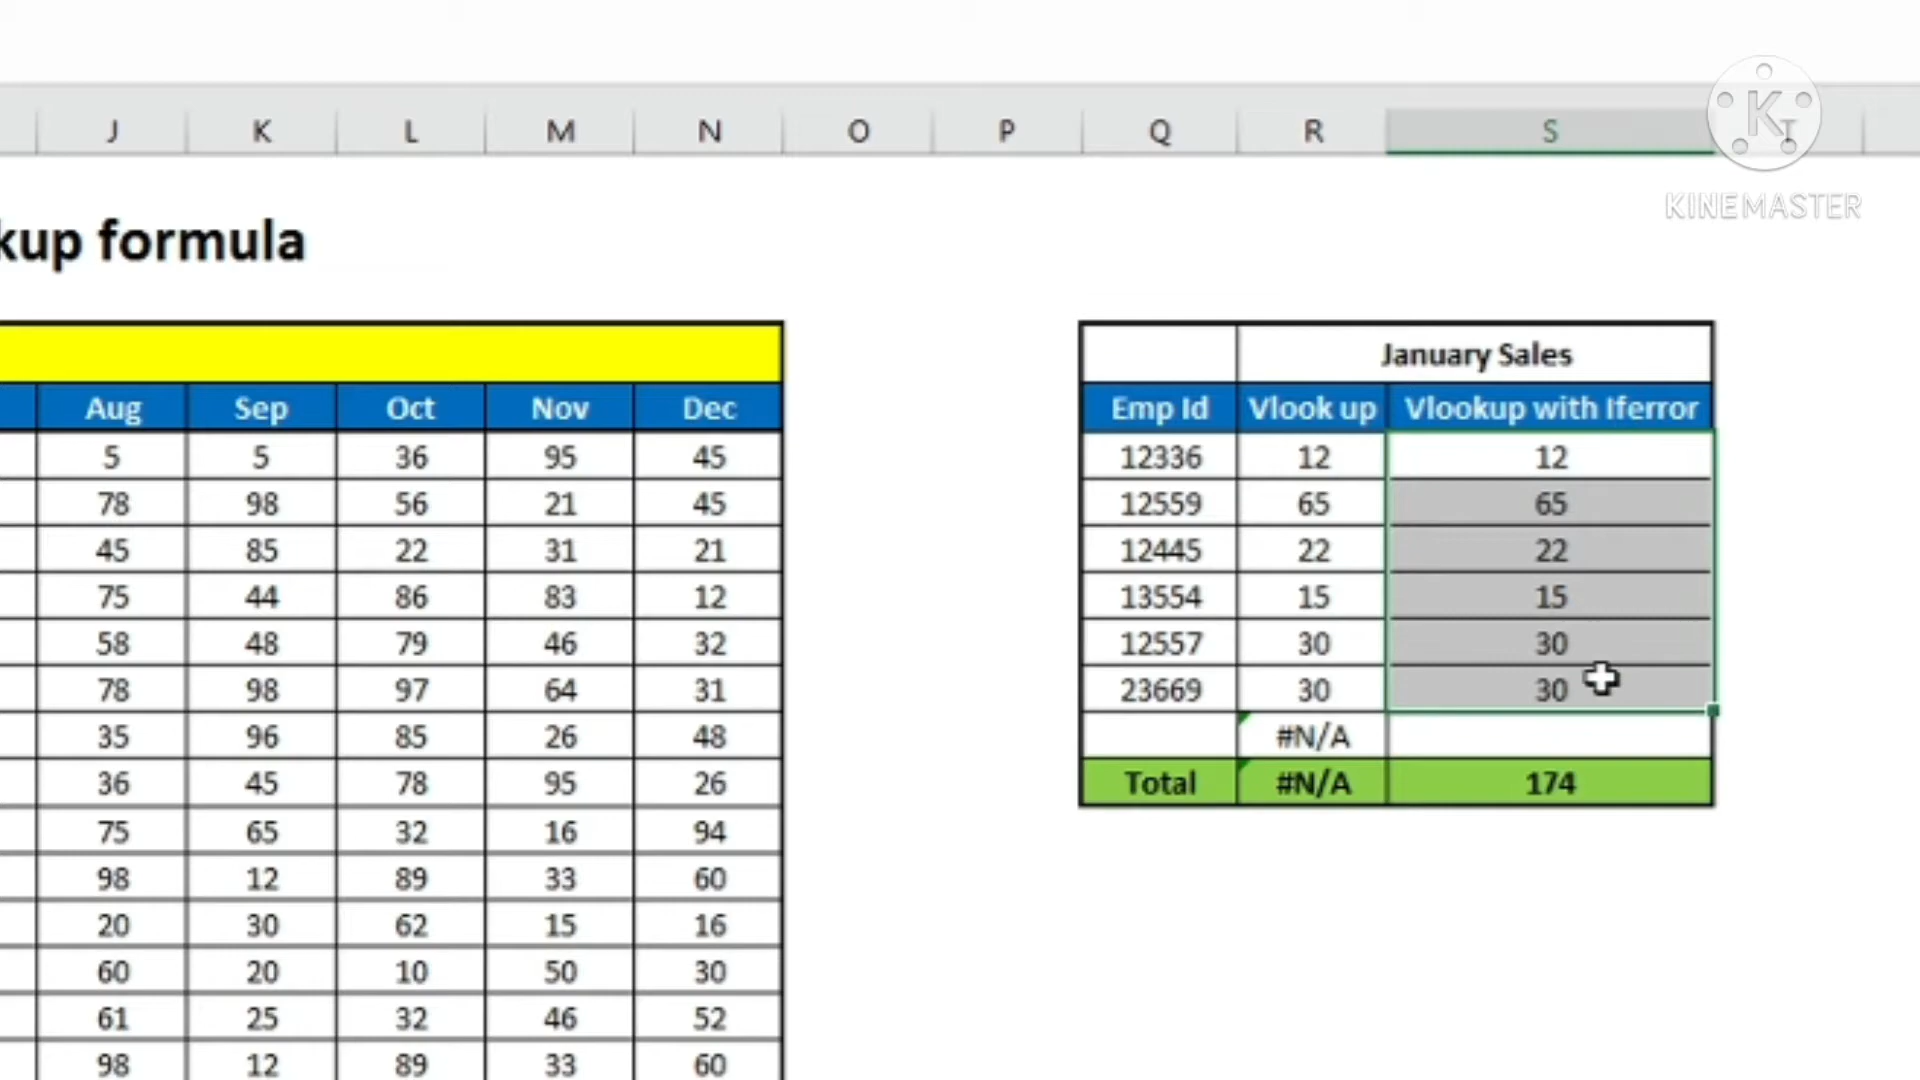 J K L M N O P Q R S T
K
KINEMASTER
kup formula
January Sales
Aug Sep Oct Nov Dec Emp Id Vlook up Vlookup with Iferror
5 5 36 95 45 12336 12 12
78 98 56 21 45 12559 65 65
45 85 22 31 21 12445 22 22
75 44 86 83 12 13554 15 15
58 48 79 46 32 12557 30 30
78 98 97 64 31 23669 30 30
35 96 85 26 48 #N/A
36 45 78 95 26 Total #N/A 174
75 65 32 16 94
98 12 89 33 60
20 30 62 15 16
60 20 10 50 30
61 25 32 46 52
98 12 89 33 60